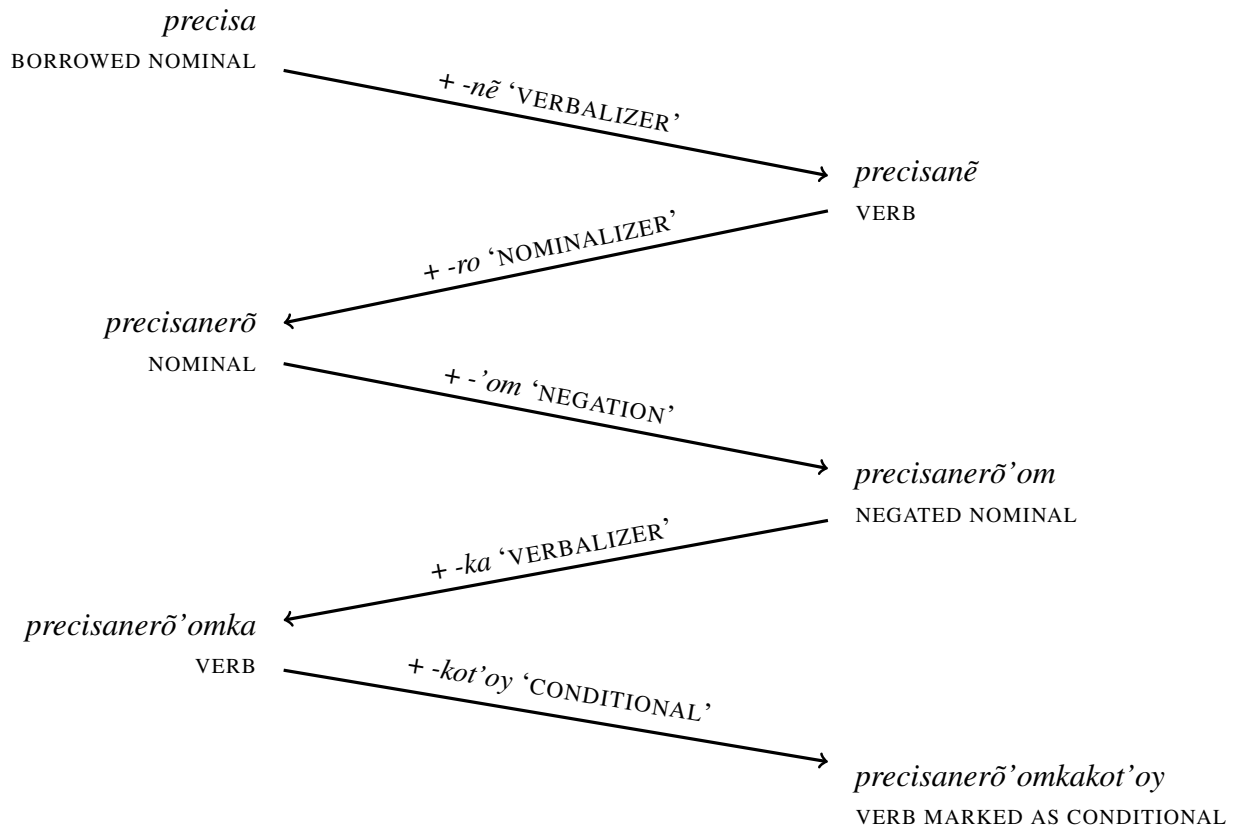 precisa
BORROWED NOMINAL
+ -nẽ ‘VERBALIZER’
precisanẽ
VERB
+ -ro ‘NOMINALIZER’
precisanerõ
NOMINAL
+ -’om ‘NEGATION’
precisanerõ’om
NEGATED NOMINAL
+ -ka ‘VERBALIZER’
precisanerõ’omka
VERB
+ -kot’oy ‘CONDITIONAL’
precisanerõ’omkakot’oy
VERB MARKED AS CONDITIONAL